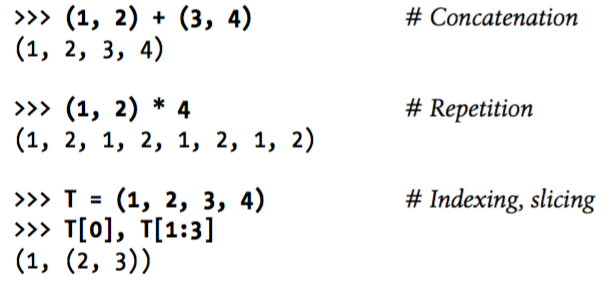 >>> (1, 2) + (3, 4) # Concatenation
(1, 2, 3, 4)
>>> (1, 2) * 4 # Repetition
(1, 2, 1, 2, 1, 2, 1, 2)
>>> T = (1, 2, 3, 4) # Indexing, slicing
>>> T[0], T[1:3]
(1, (2, 3))